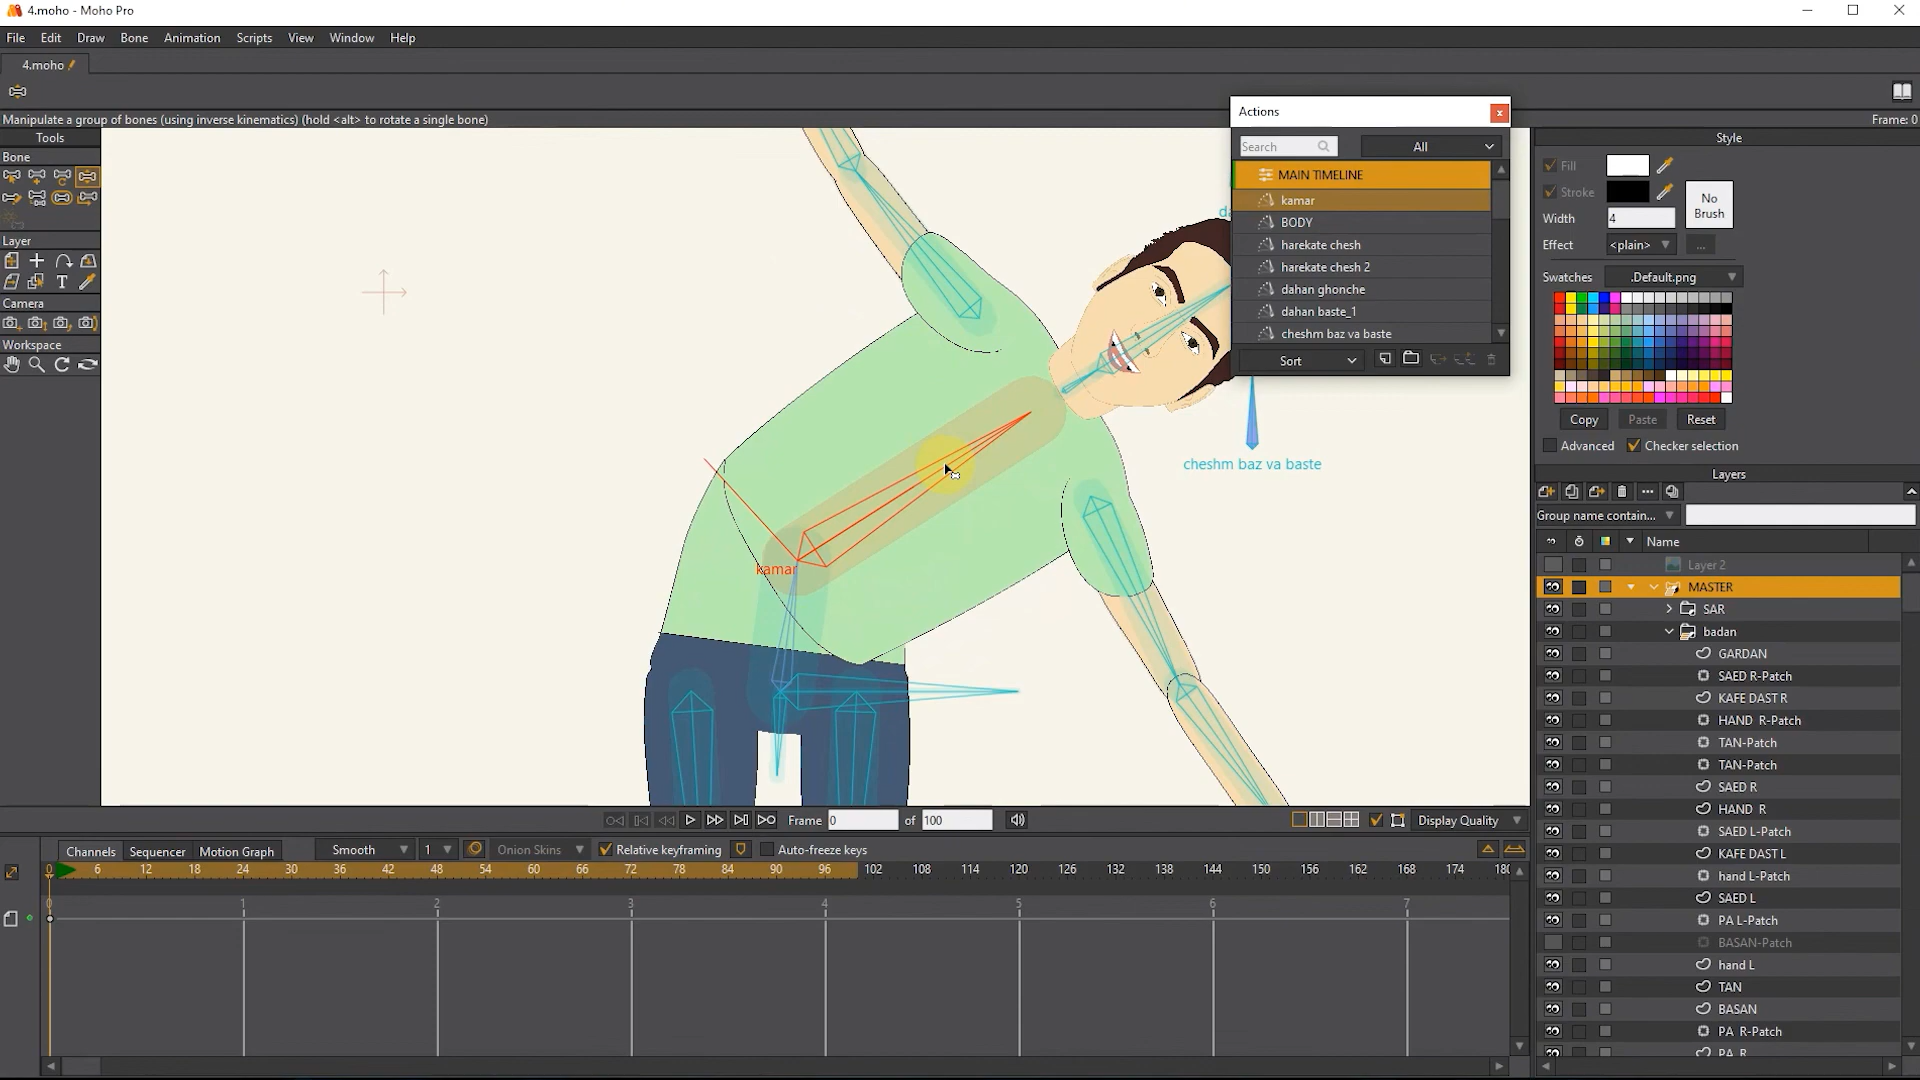 4.moho - Moho Pro
File Edit Draw Bone Animation Scripts View Window Help
4.moho
Manipulate a group of bones (using inverse kinematics) (hold <alt> to rotate a single bone)
Frame: 0
Tools
Bone
Layer
Camera
Workspace
Actions
Search
All
MAIN TIMELINE
kamar
BODY
harekate chesh
harekate chesh 2
dahan ghonche
dahan baste_1
cheshm baz va baste
Sort
cheshm baz va baste
kamar
Style
Fill
Stroke
No Brush
Width 4
Effect <plain> ...
Swatches .Default.png
Copy Paste Reset
Advanced Checker selection
Layers
Group name contain...
Name
Layer 2
MASTER
SAR
badan
GARDAN
SAED R-Patch
KAFE DAST R
HAND R-Patch
TAN-Patch
TAN-Patch
SAED R
HAND R
SAED L-Patch
KAFE DAST L
hand L-Patch
SAED L
PA L-Patch
BASAN-Patch
hand L
TAN
BASAN
PA R-Patch
PA R
Frame 0 of 100
Display Quality
Channels Sequencer Motion Graph Smooth 1 Onion Skins Relative keyframing Auto-freeze keys
0 6 12 18 24 30 36 42 48 54 60 66 72 78 84 90 96 102 108 114 120 126 132 138 144 150 156 162 168 174 180
0 1 2 3 4 5 6 7